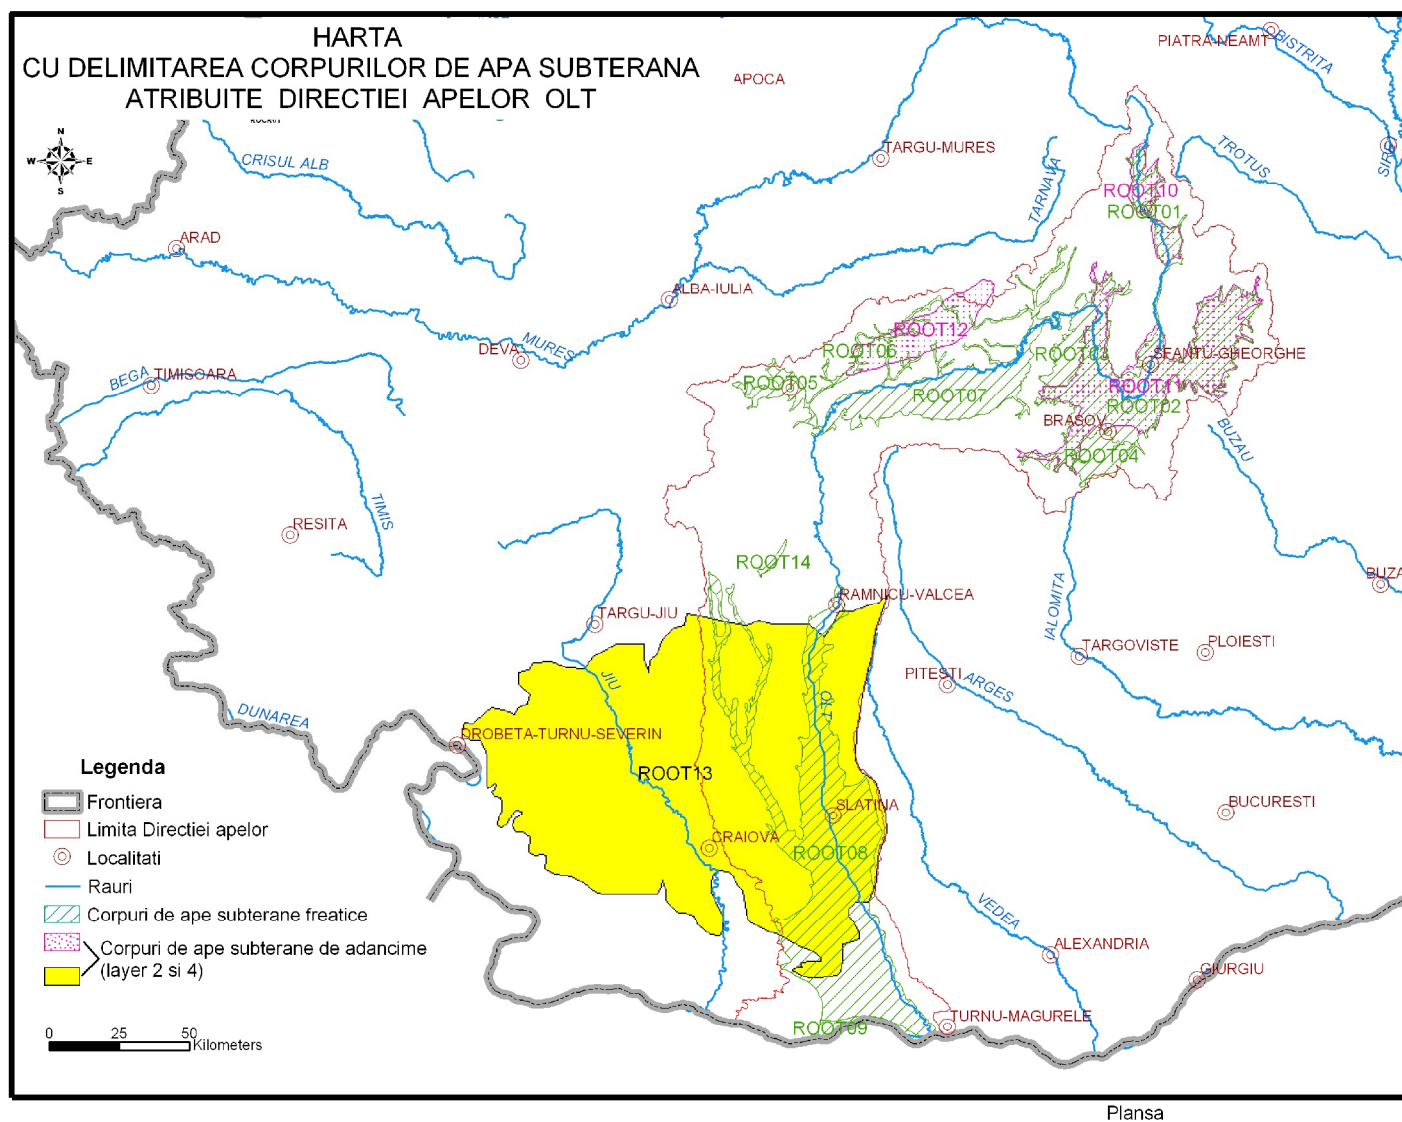 HARTA
CU DELIMITAREA CORPURILOR DE APA SUBTERANA
ATRIBUITE DIRECTIEI APELOR OLT
APOCA
PIATRA-NEAMT
BISTRITA
N
W E
S
CRISUL ALB
TARGU-MURES
TARNAVA
TROTUS
SIRET
ROOT10
ROOT01
ARAD
ALBA-IULIA
ROOT12
DEVA
MURES
ROOT06
ROOT03
SFANTU-GHEORGHE
BEGA
TIMISOARA
ROOT05
ROOT07
ROOT11
ROOT02
BRASOV
BUZAU
ROOT04
TIMIS
RESITA
ROOT14
BUZA
RAMNICU-VALCEA
IALOMITA
TARGU-JIU
TARGOVISTE
PLOIESTI
JIU
OLT
PITESTI
ARGES
DUNAREA
DROBETA-TURNU-SEVERIN
ROOT13
SLATINA
BUCURESTI
CRAIOVA
ROOT08
VEDEA
ALEXANDRIA
GIURGIU
TURNU-MAGURELE
ROOT09
Legenda
Frontiera
Limita Directiei apelor
Localitati
Rauri
Corpuri de ape subterane freatice
Corpuri de ape subterane de adancime
(layer 2 si 4)
0 25 50
Kilometers
Plansa